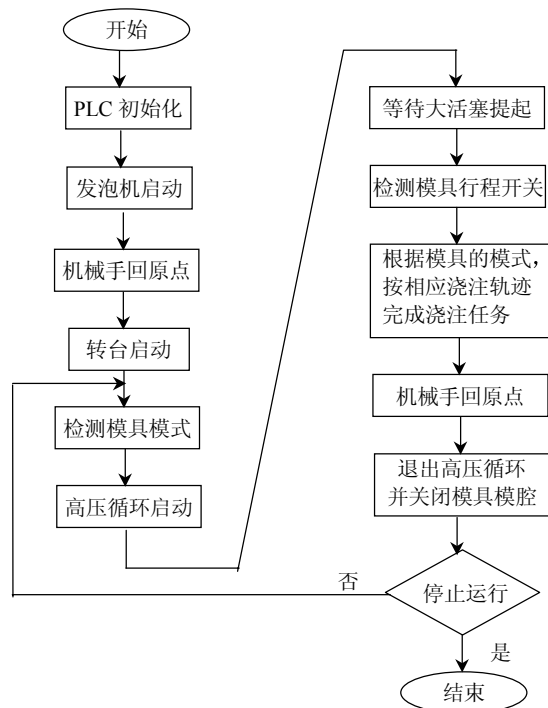 开始
PLC 初始化
发泡机启动
机械手回原点
转台启动
检测模具模式
高压循环启动
等待大活塞提起
检测模具行程开关
根据模具的模式，
按相应浇注轨迹
完成浇注任务
机械手回原点
退出高压循环
并关闭模具模腔
停止运行
否
是
结束